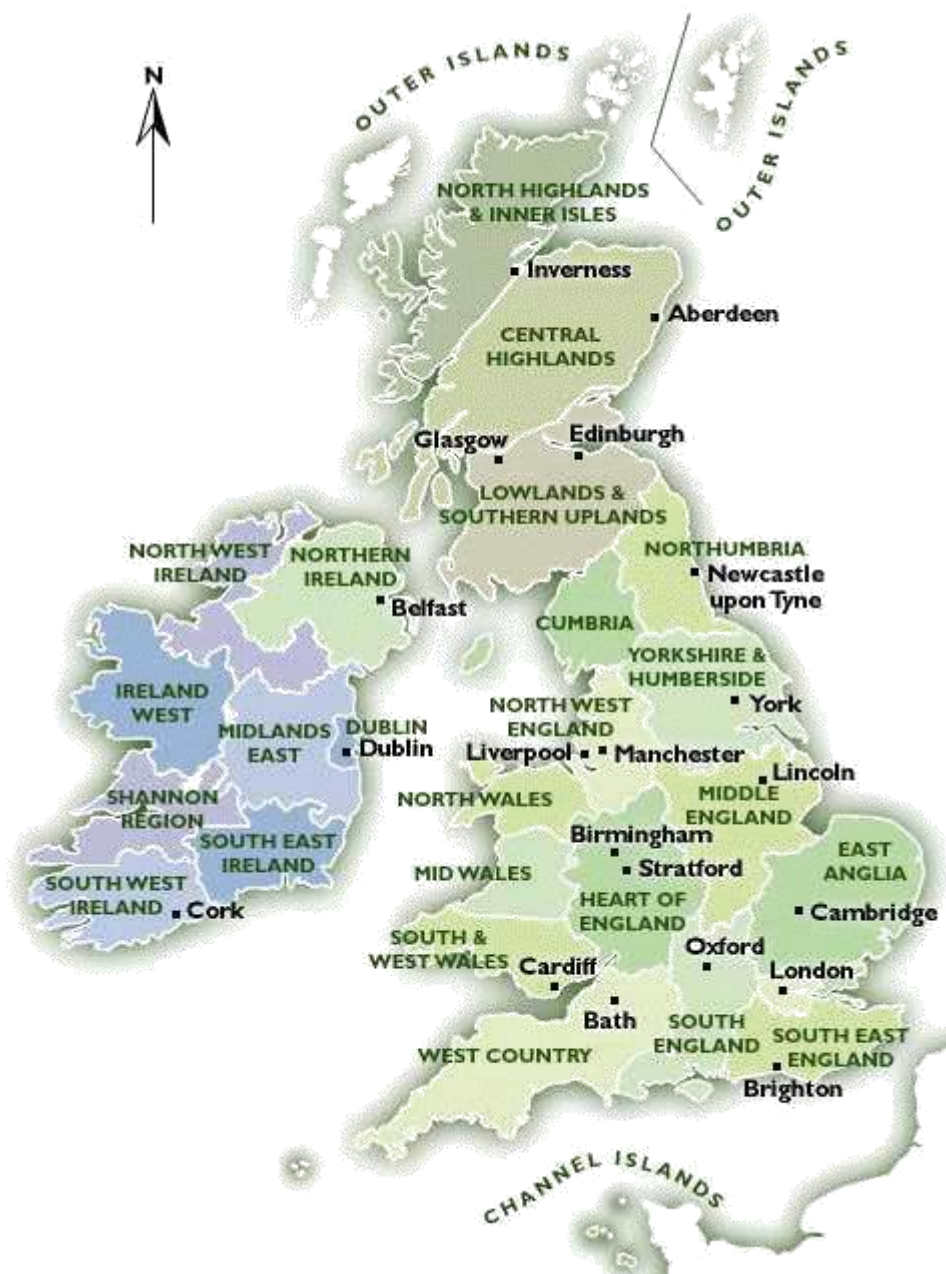 OUTER ISLANDS
N
OUTER ISLANDS
NORTH HIGHLANDS
& INNER ISLES
Inverness
Aberdeen
CENTRAL
HIGHLANDS
Glasgow
Edinburgh
LOWLANDS &
SOUTHERN UPLANDS
NORTH WEST
IRELAND
NORTHERN
IRELAND
Belfast
NORTHUMBRIA
Newcastle
upon Tyne
CUMBRIA
YORKSHIRE &
HUMBERSIDE
York
IRELAND
WEST
MIDLANDS
EAST
DUBLIN
Dublin
NORTH WEST
ENGLAND
Liverpool
Manchester
Lincoln
NORTH WALES
MIDDLE
ENGLAND
SHANNON
REGION
SOUTH EAST
IRELAND
Birmingham
Stratford
EAST
ANGLIA
MID WALES
HEART OF
ENGLAND
SOUTH WEST
IRELAND
Cork
Cambridge
SOUTH &
WEST WALES
Cardiff
Oxford
London
Bath
SOUTH
ENGLAND
SOUTH EAST
ENGLAND
WEST COUNTRY
Brighton
CHANNEL ISLANDS